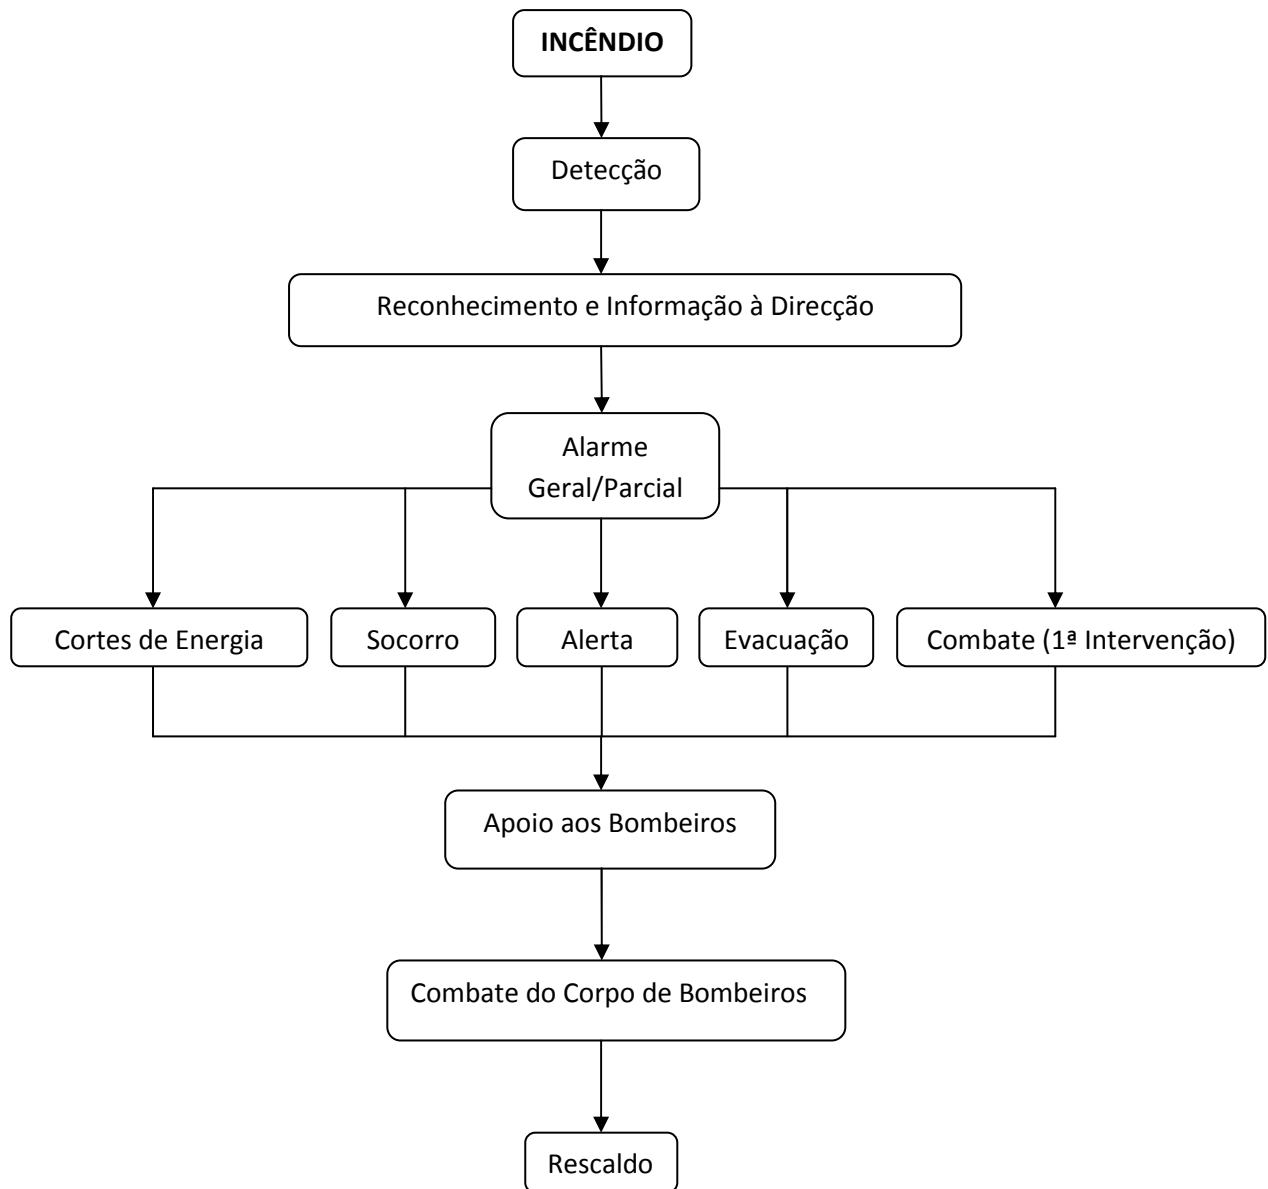 INCÊNDIO
Detecção
Reconhecimento e Informação à Direcção
Alarme
Geral/Parcial
Cortes de Energia
Socorro
Alerta
Evacuação
Combate (1ª Intervenção)
Apoio aos Bombeiros
Combate do Corpo de Bombeiros
Rescaldo